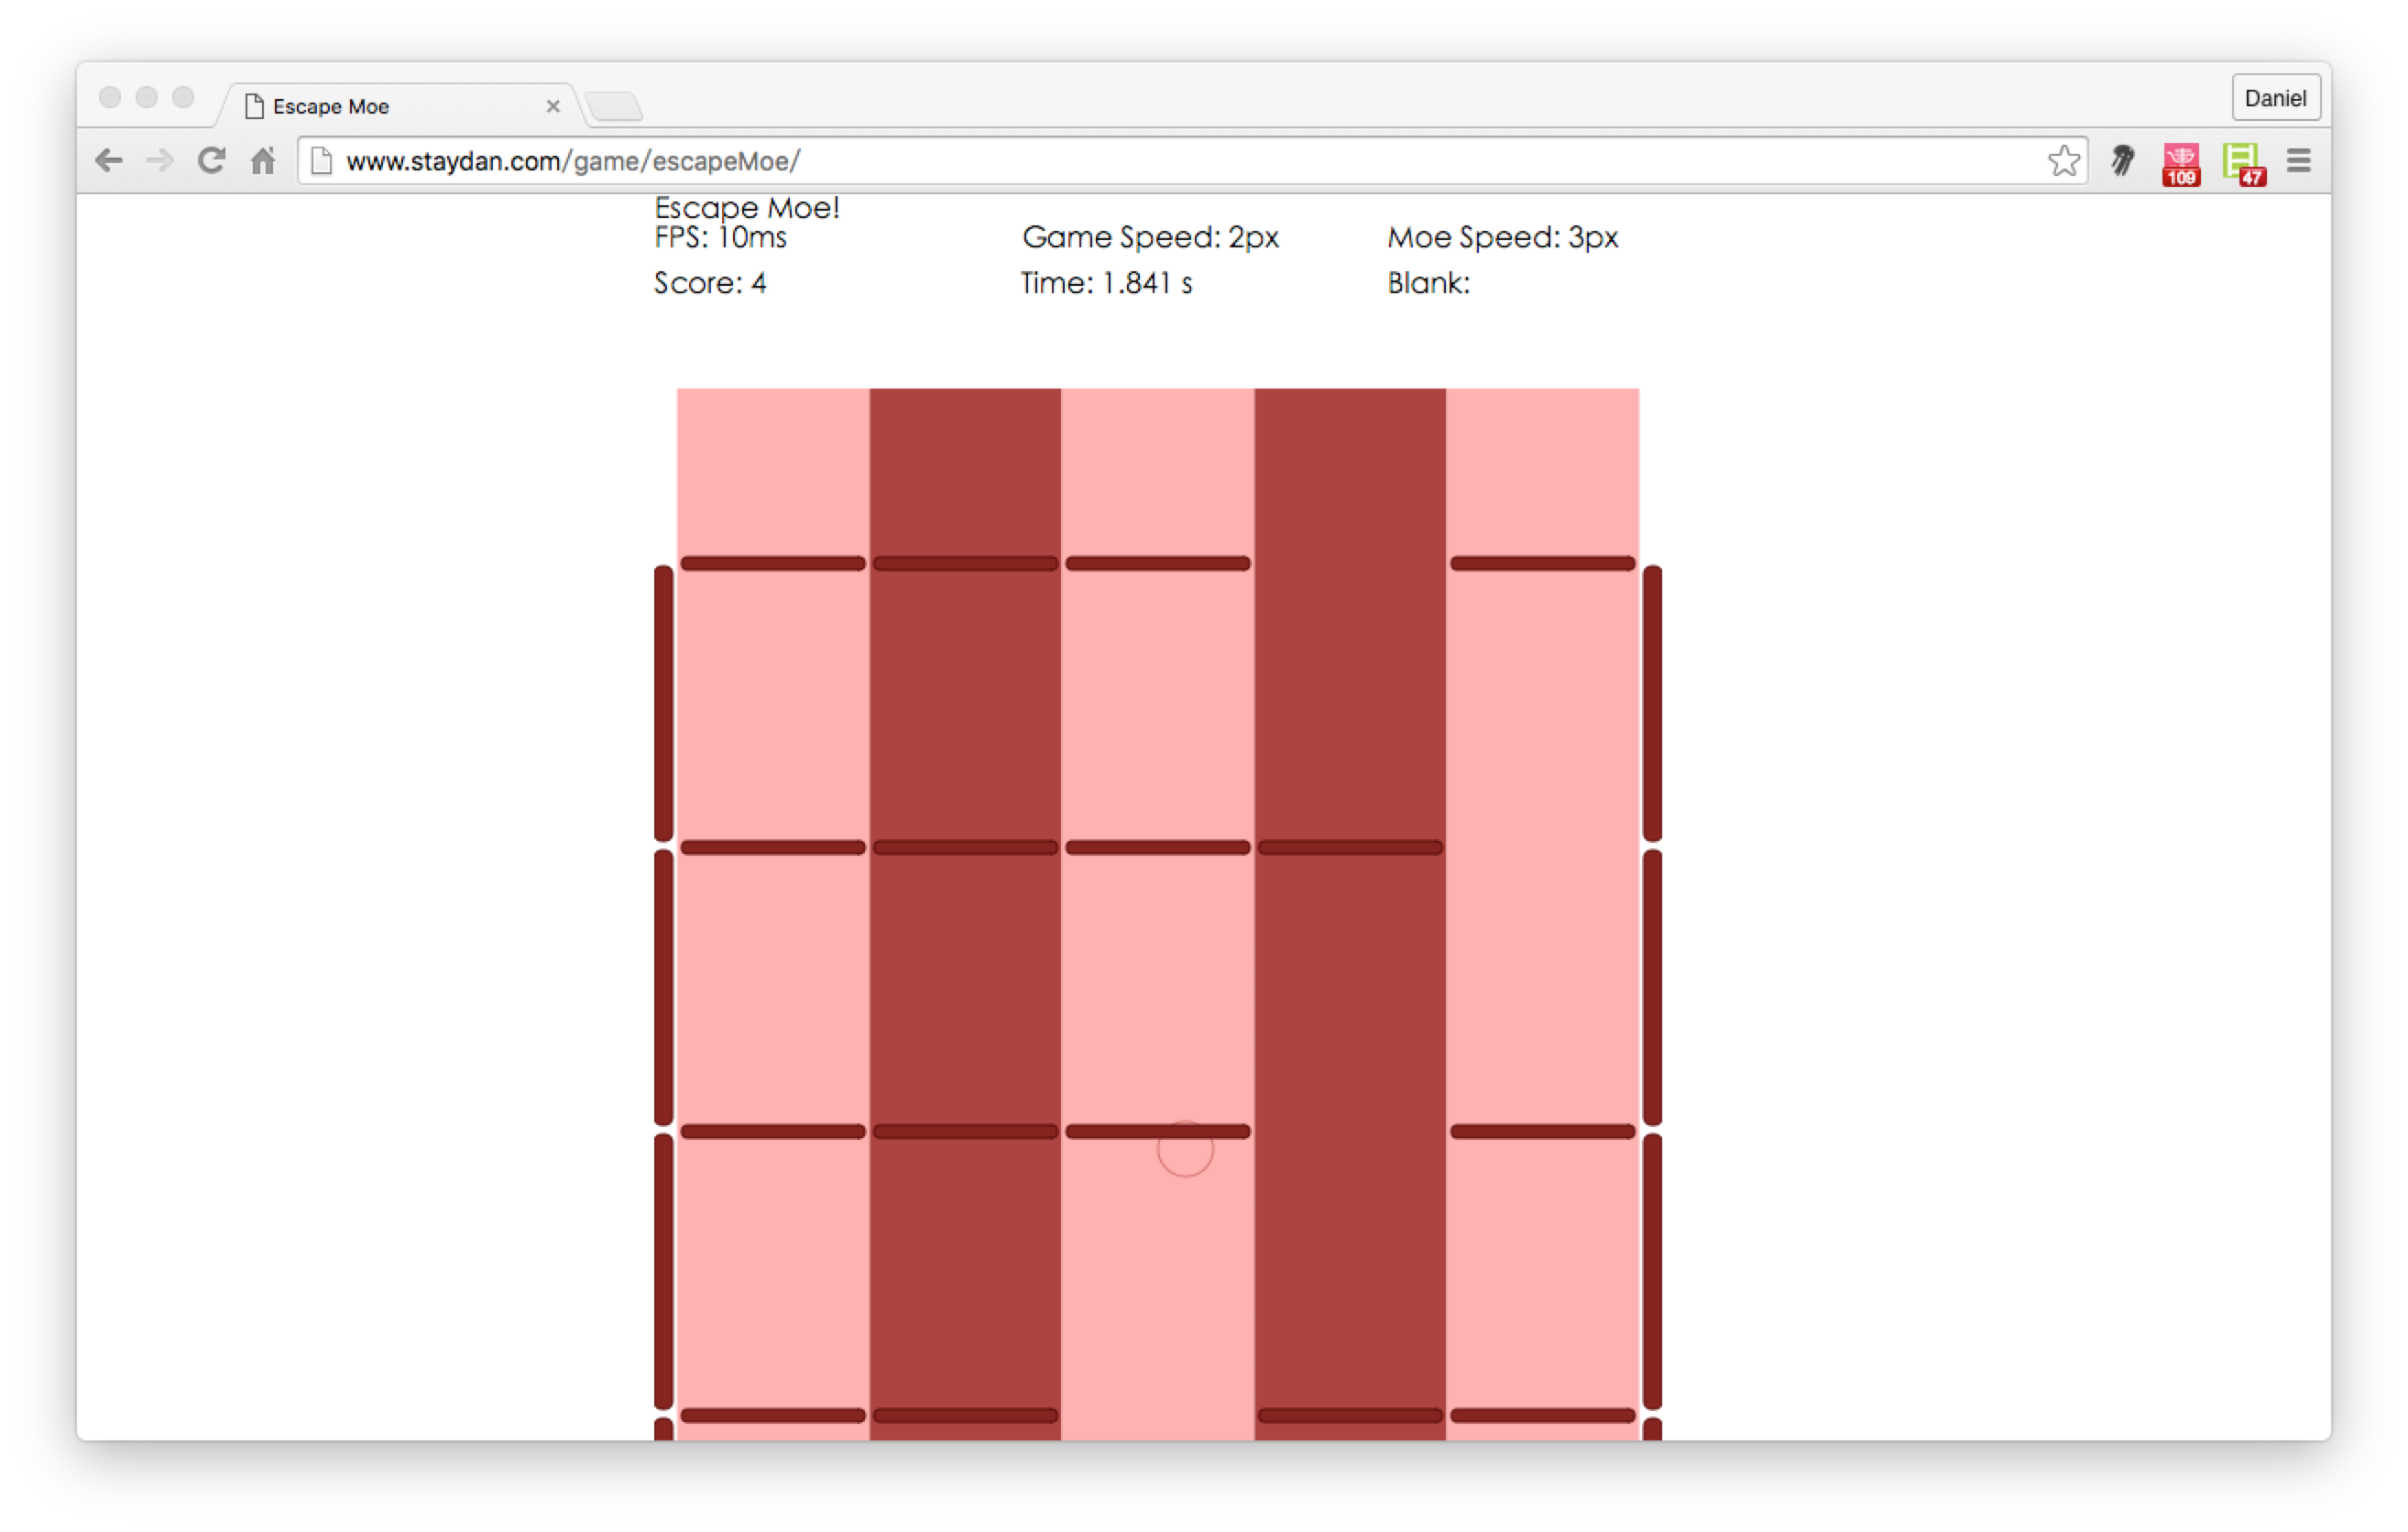 Escape Moe
Daniel
www.staydan.com/game/escapeMoe/
109
47
Escape Moe!
FPS: 10ms Game Speed: 2px Moe Speed: 3px
Score: 4 Time: 1.841 s Blank: